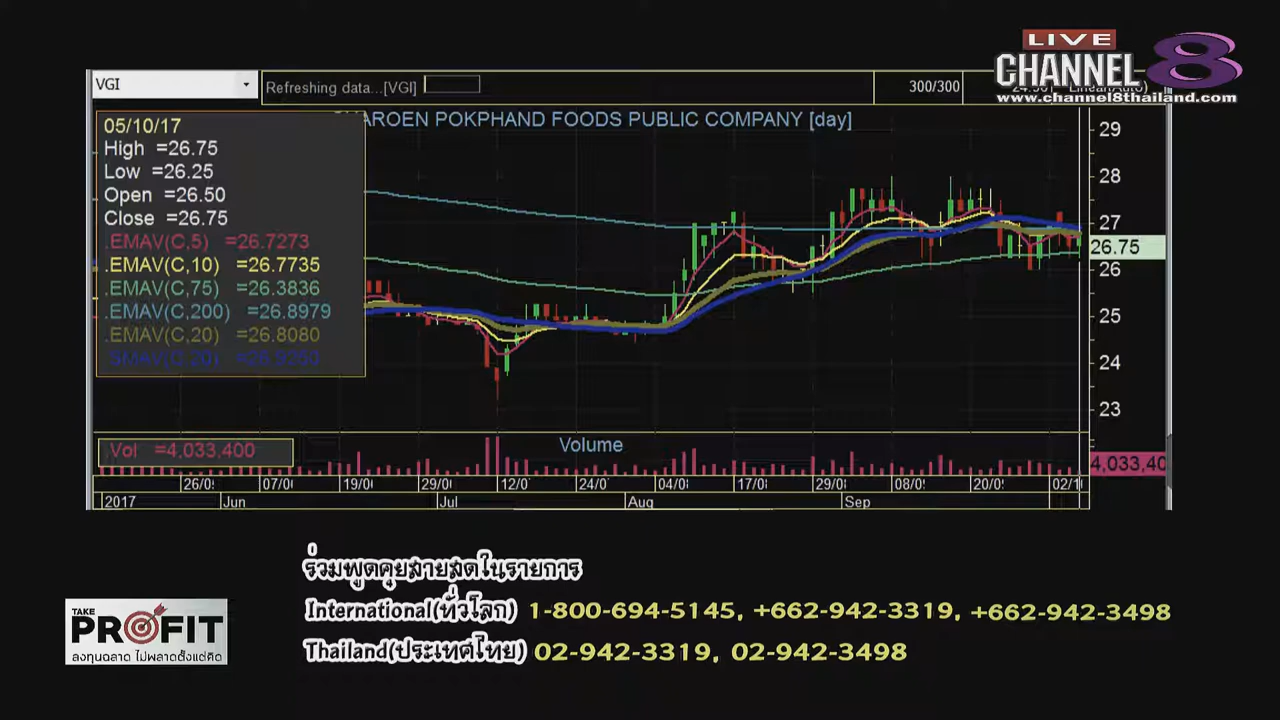 LIVE
CHANNEL 8
www.channel8thailand.com
VGI
Refreshing data...[VGI]
300/300
CHAROEN POKPHAND FOODS PUBLIC COMPANY [day]
05/10/17
High =26.75
Low =26.25
Open =26.50
Close =26.75
.EMAV(C,5) =26.7273
.EMAV(C,10) =26.7735
.EMAV(C,75) =26.3836
.EMAV(C,200) =26.8979
.EMAV(C,20) =26.8080
.SMAV(C,20) =26.9250
29
28
27
26.75
26
25
24
23
.Vol =4,033,400
Volume
4,033,40
26/0 07/0 19/0 29/0 12/0 24/0 04/0 17/0 29/0 08/0 20/0 02/1
2017 Jun Jul Aug Sep
ร่วมพูดคุยสายสดในรายการ
International(ทั่วโลก) 1-800-694-5145, +662-942-3319, +662-942-3498
Thailand(ประเทศไทย) 02-942-3319, 02-942-3498
TAKE
PROFIT
ลงทุนฉลาด ไม่พลาดตั้งแต่คิด